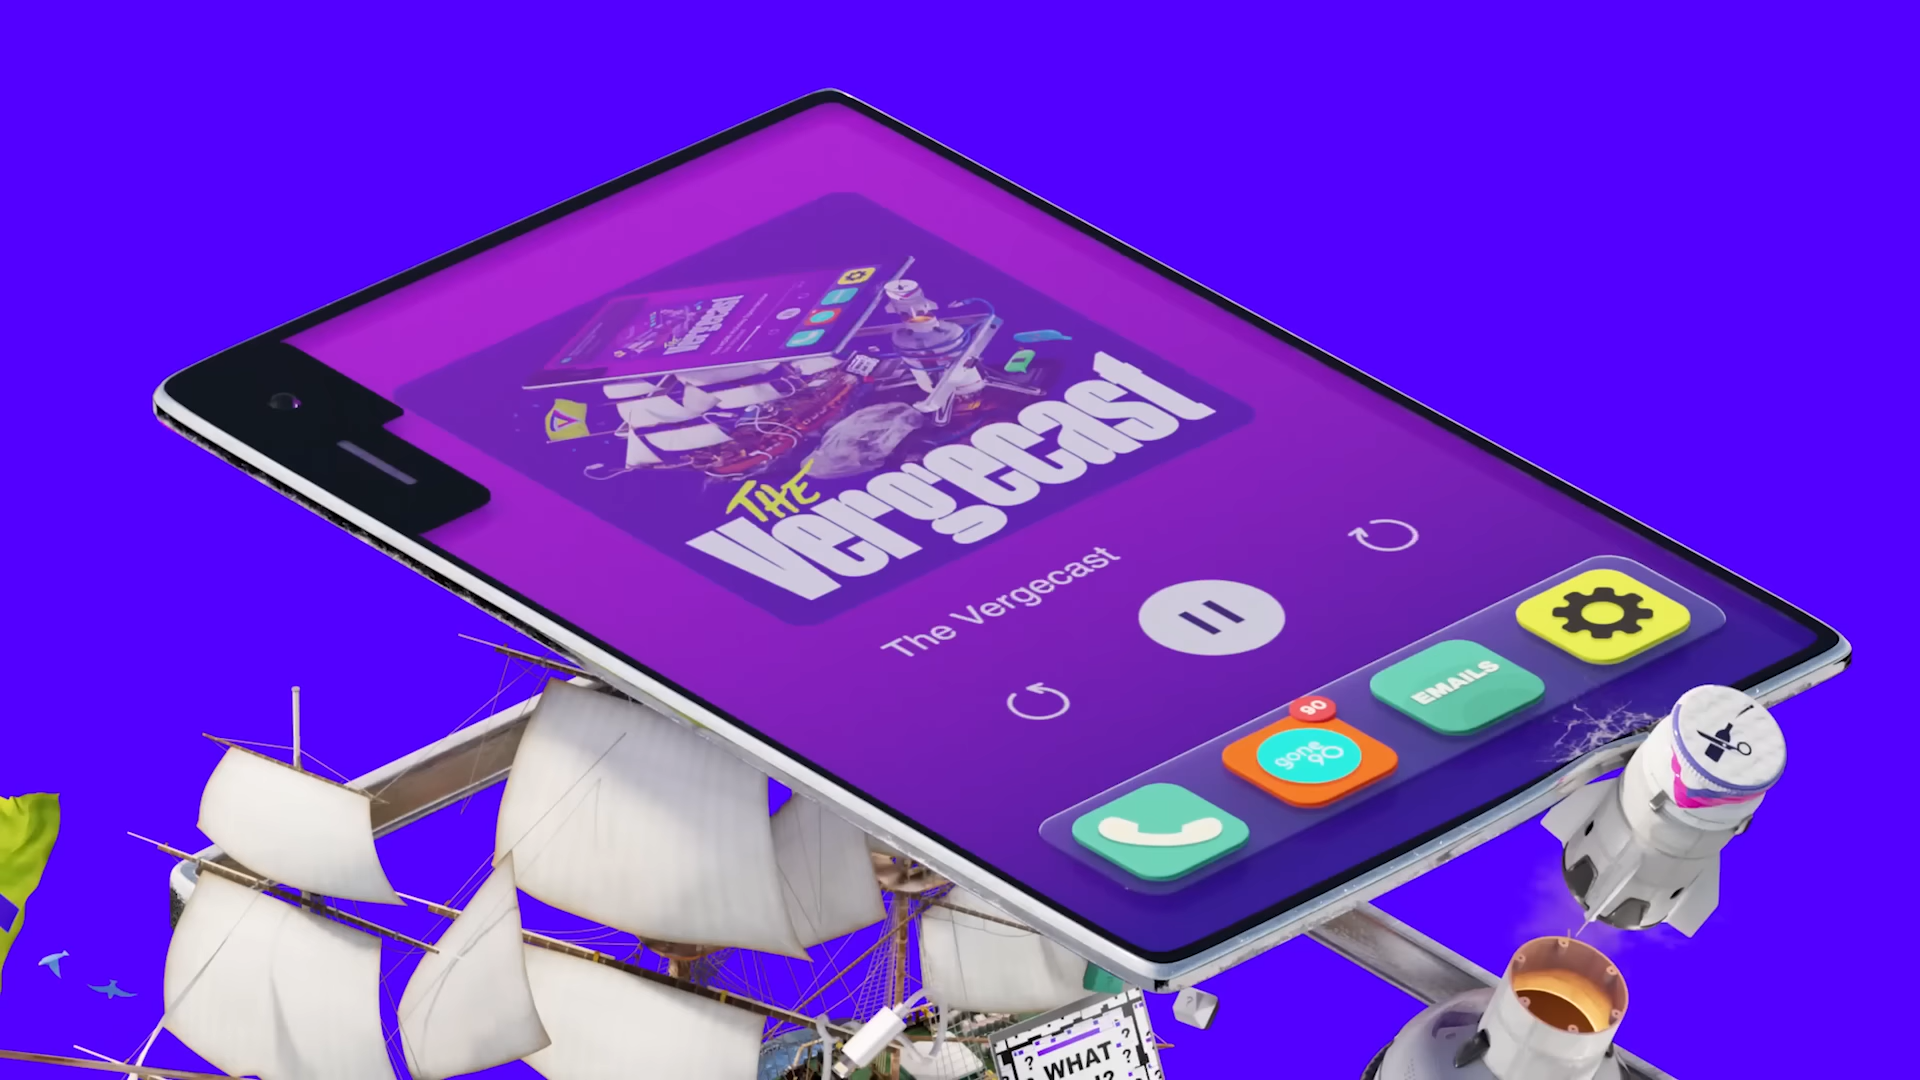 THE
Vergecast
The Vergecast
90
gone
90
EMAILS
? WHAT ?
?